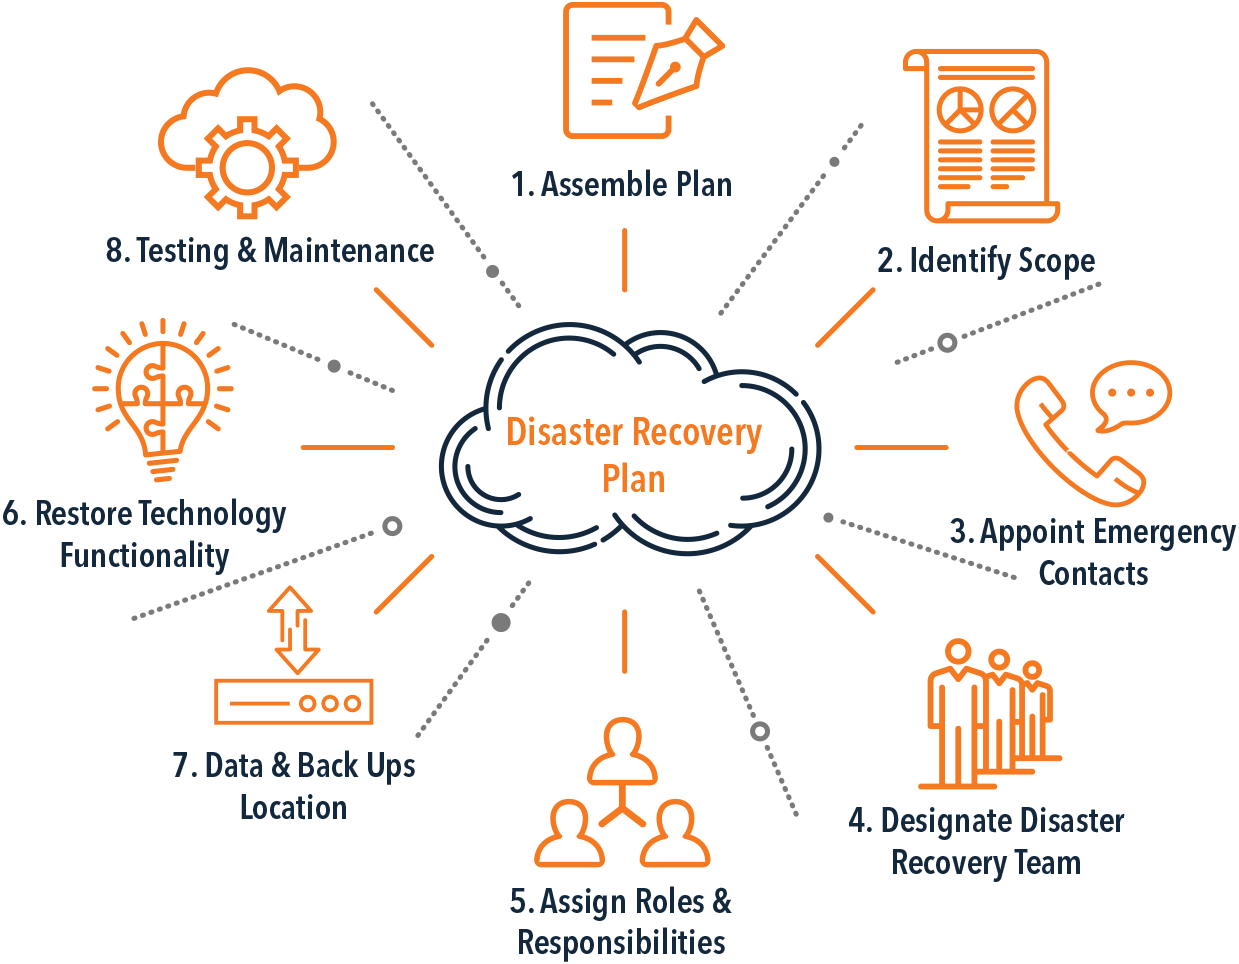 1. Assemble Plan
2. Identify Scope
3. Appoint Emergency
Contacts
4. Designate Disaster
Recovery Team
5. Assign Roles &
Responsibilities
6. Restore Technology
Functionality
7. Data & Back Ups
Location
8. Testing & Maintenance
Disaster Recovery
Plan